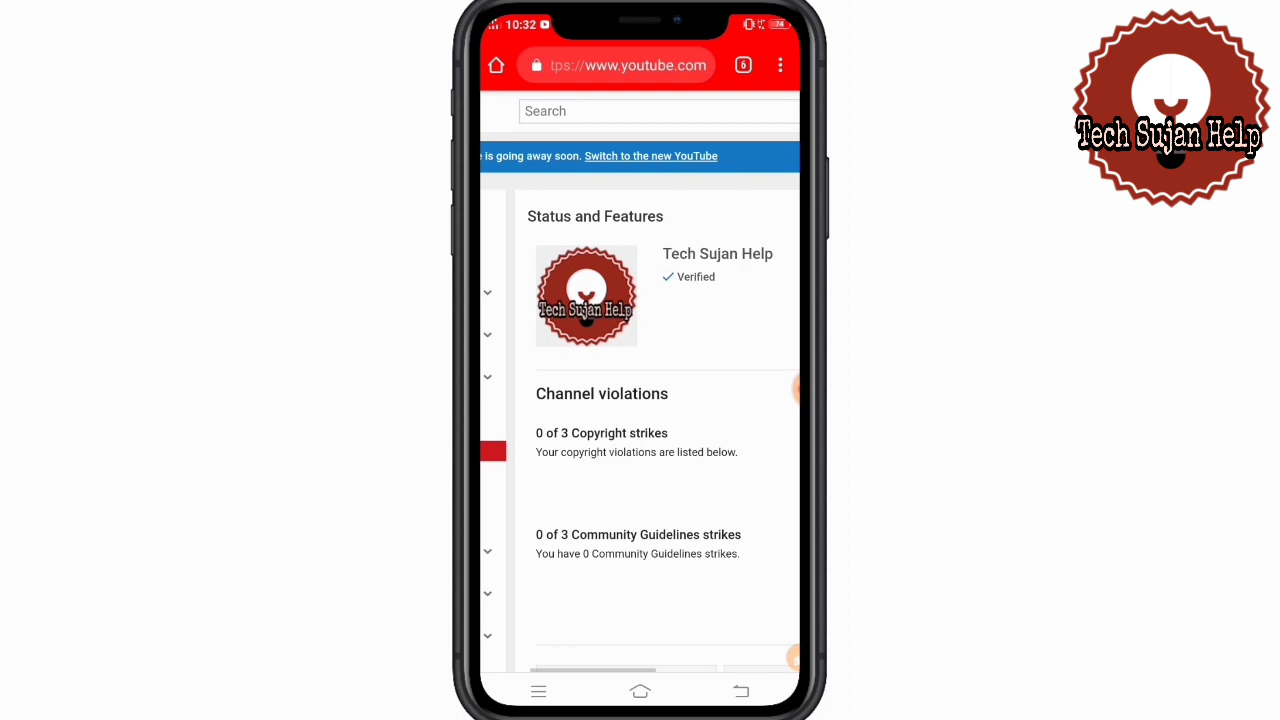 10:32
74
tps://www.youtube.com
6
Search
e is going away soon. Switch to the new YouTube
Status and Features
Tech Sujan Help
Tech Sujan Help
Verified
Channel violations
0 of 3 Copyright strikes
Your copyright violations are listed below.
0 of 3 Community Guidelines strikes
You have 0 Community Guidelines strikes.
Tech Sujan Help